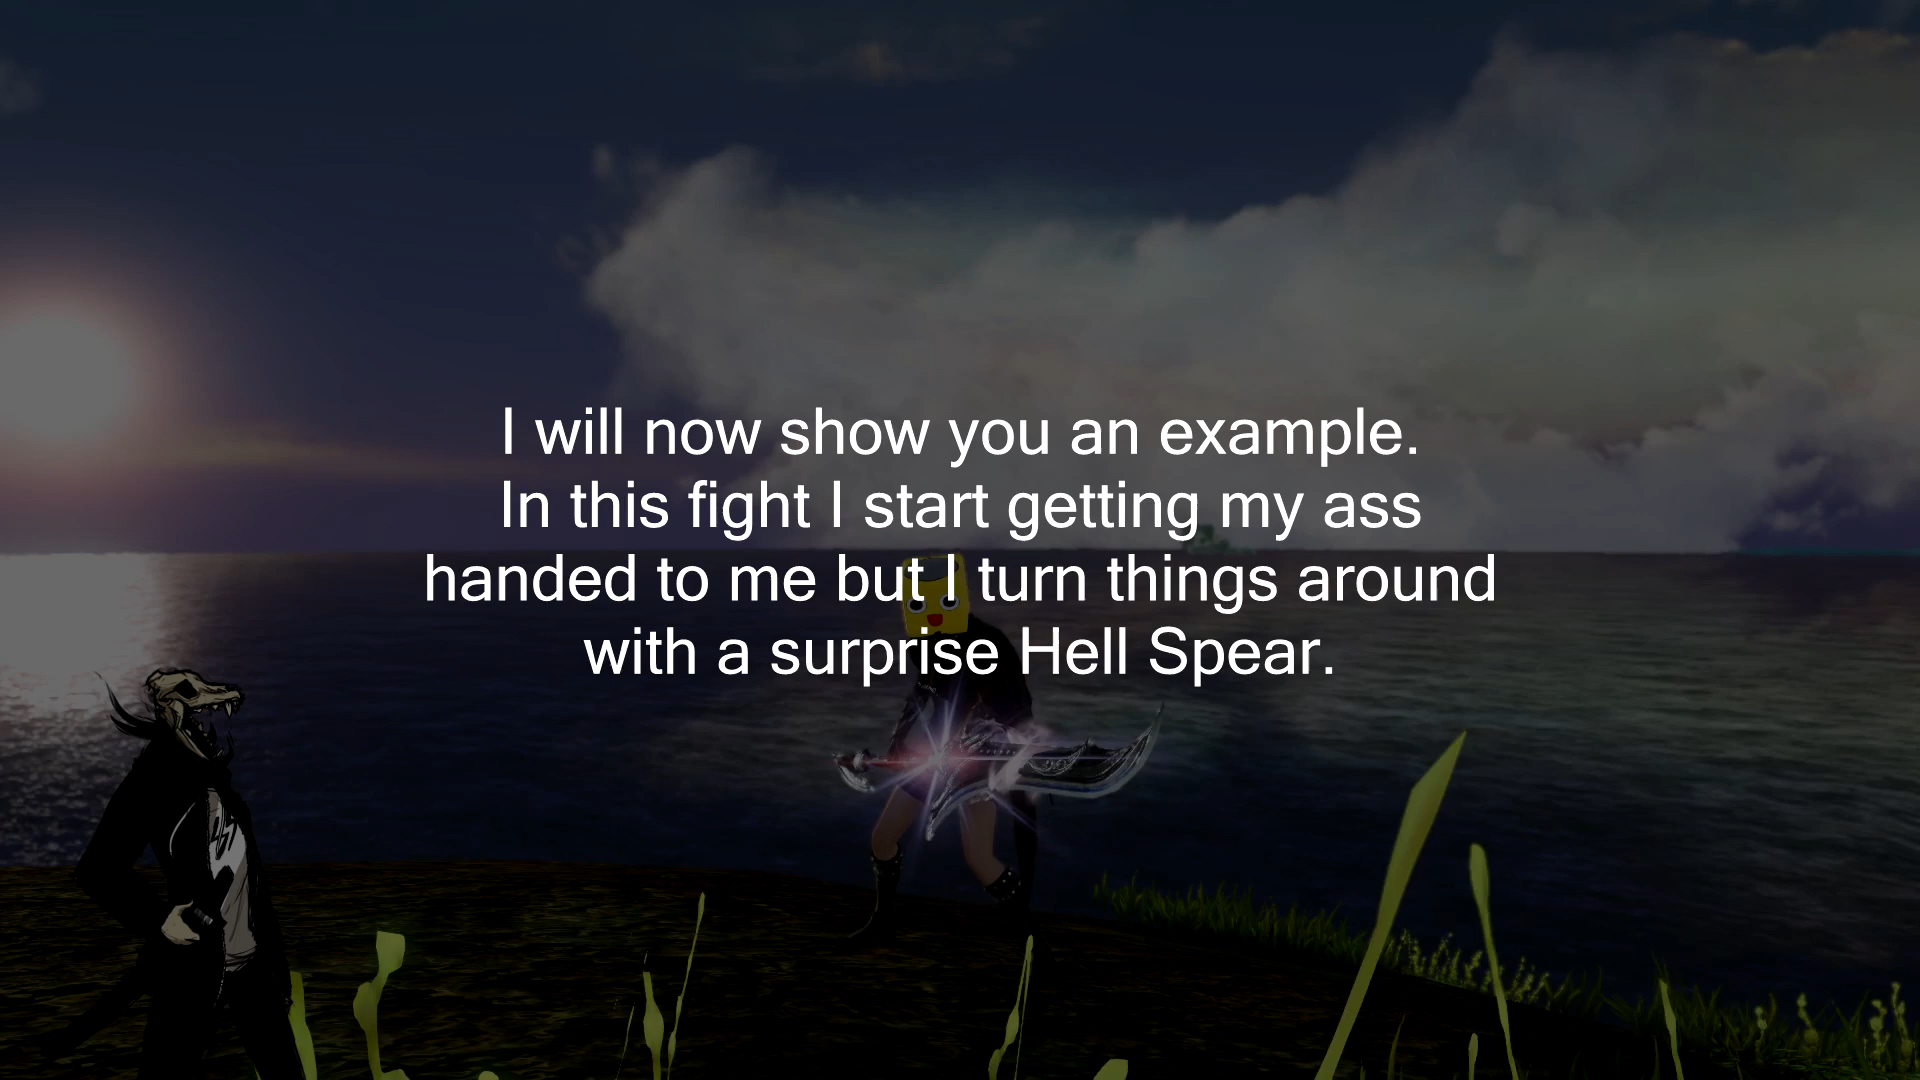 I will now show you an example.
In this fight I start getting my ass
handed to me but I turn things around
with a surprise Hell Spear.